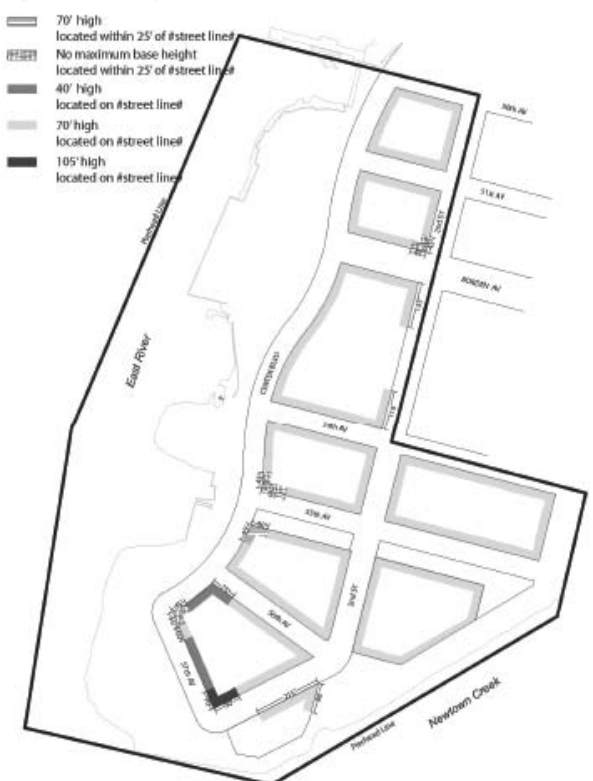 70' high
located within 25' of #street line#
No maximum base height
located within 25' of #street line#
40' high
located on #street line#
70' high
located on #street line#
105' high
located on #street line#
50th AV
51th AV
2nd ST
BORDEN AV
Pierhead Line
East River
CENTER BLVD
54th AV
55th AV
56th AV
2nd ST
57th AV
Pierhead Line
Newtown Creek